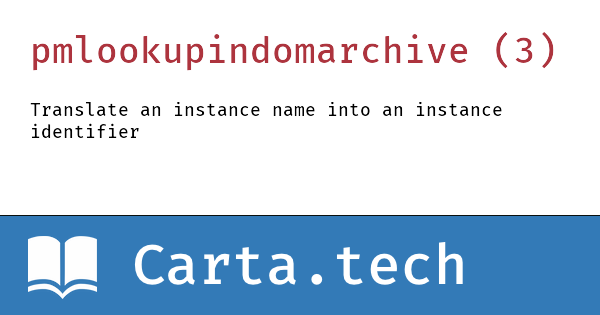 pmlookupindomarchive (3)
Translate an instance name into an instance
identifier
Carta.tech